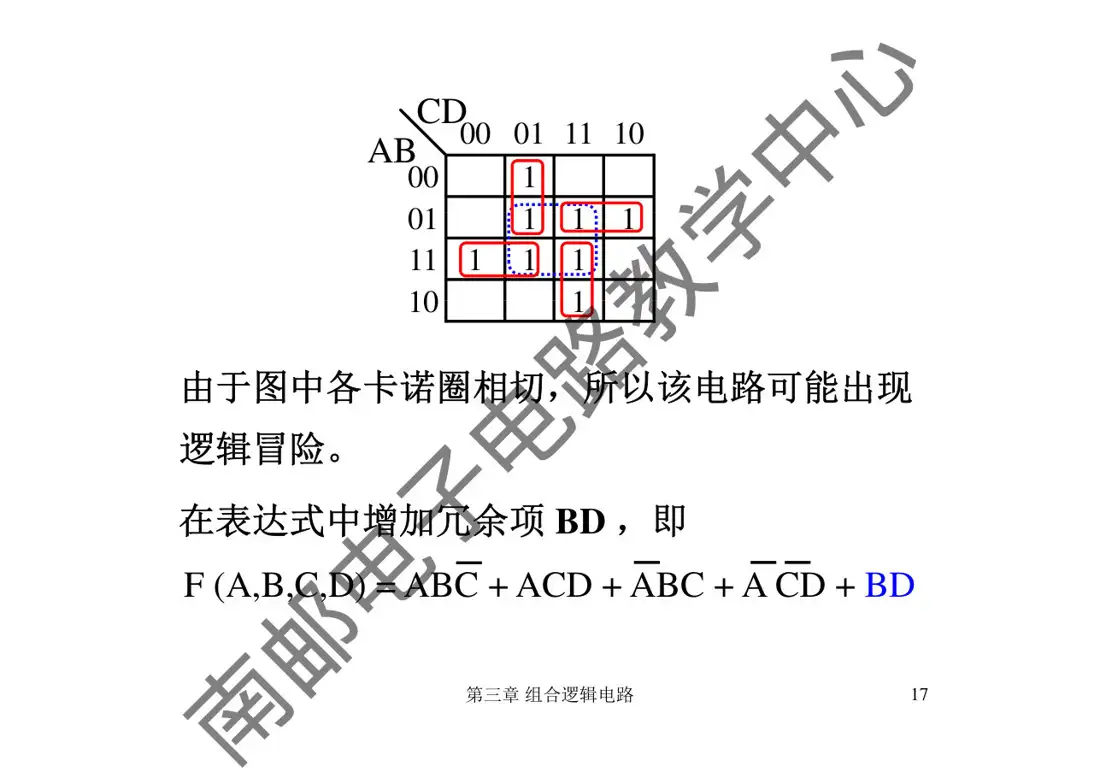 CD
00 01 11 10
AB
00 1
01 1 1 1
11 1 1 1
10 1
由于图中各卡诺圈相切，所以该电路可能出现
逻辑冒险。
在表达式中增加冗余项 BD ，即
F (A,B,C,D) = ABC̅ + ACD + A̅BC + A̅ C̅D + BD
第三章 组合逻辑电路 17
南邮电子电路教学中心